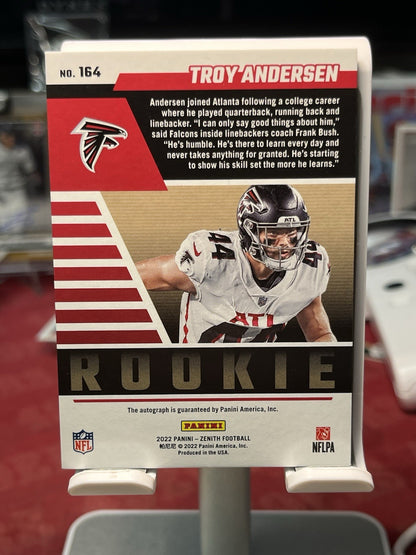 NO. 164
TROY ANDERSEN
Andersen joined Atlanta following a college career
where he played quarterback, running back and
linebacker. “I can only say good things about him,”
said Falcons inside linebackers coach Frank Bush.
“He's humble. He's there to learn every day and
never takes anything for granted. He's starting
to show his skill set the more he learns.”
ATL
44
44
ATL
44
ROOKIE
The autograph is guaranteed by Panini America, Inc.
PANINI
NFL
2022 PANINI – ZENITH FOOTBALL
帕尼尼 © 2022 Panini America, Inc.
Produced in the USA.
NFLPA